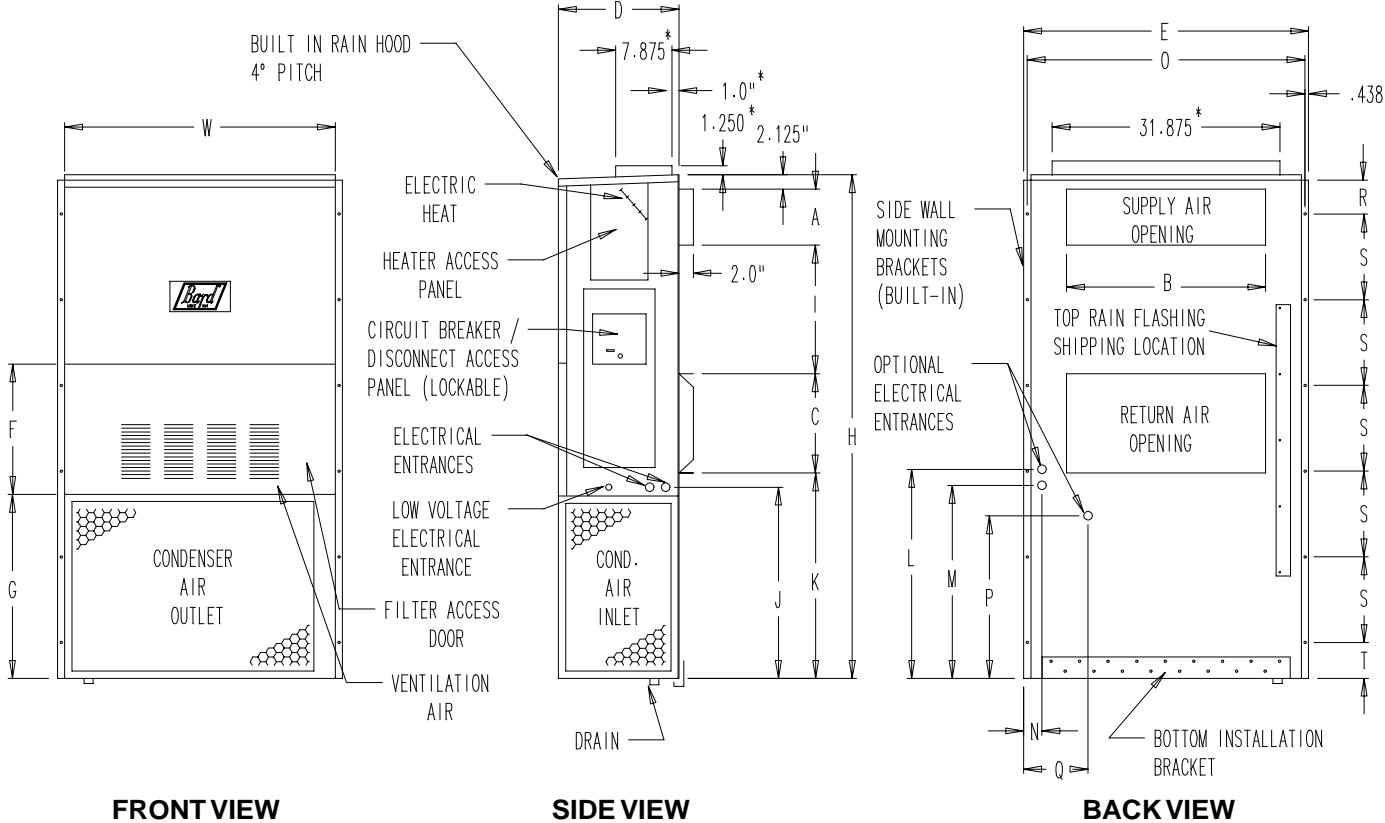 BUILT IN RAIN HOOD
4° PITCH
W
Bard
F
G
CONDENSER
AIR
OUTLET
ELECTRIC
HEAT
HEATER ACCESS
PANEL
CIRCUIT BREAKER /
DISCONNECT ACCESS
PANEL (LOCKABLE)
ELECTRICAL
ENTRANCES
LOW VOLTAGE
ELECTRICAL
ENTRANCE
FILTER ACCESS
DOOR
VENTILATION
AIR
FRONT VIEW
D
7.875*
1.0"*
1.250*
2.125"
A
2.0"
I
C
H
J
K
COND.
AIR
INLET
DRAIN
SIDE VIEW
E
O
.438
31.875*
SIDE WALL
MOUNTING
BRACKETS
(BUILT-IN)
SUPPLY AIR
OPENING
B
TOP RAIN FLASHING
SHIPPING LOCATION
OPTIONAL
ELECTRICAL
ENTRANCES
RETURN AIR
OPENING
R
S
S
S
S
S
T
L
M
P
N
Q
BOTTOM INSTALLATION
BRACKET
BACK VIEW